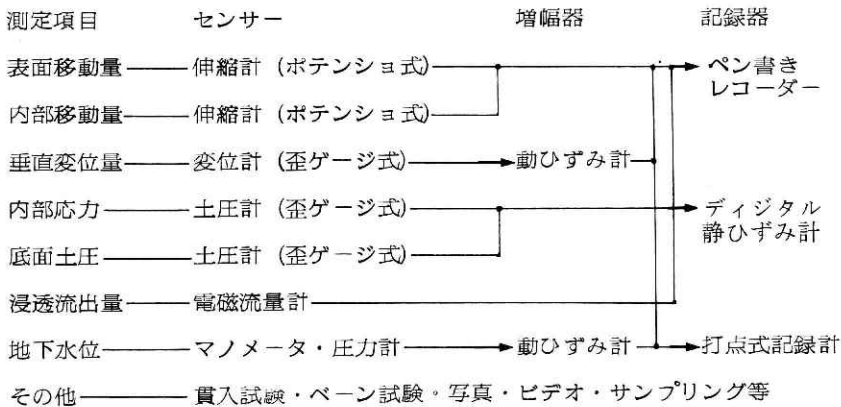 測定項目 センサー 増幅器 記録器
表面移動量 伸縮計 (ポテンショ式) ペン書き
レコーダー
内部移動量 伸縮計 (ポテンショ式)
垂直変位量 変位計 (歪ゲージ式) 動ひずみ計
内部応力 土圧計 (歪ゲージ式) ディジタル
静ひずみ計
底面土圧 土圧計 (歪ゲージ式)
浸透流出量 電磁流量計
地下水位 マノメータ・圧力計 動ひずみ計 打点式記録計
その他 貫入試験・ベーン試験・写真・ビデオ・サンプリング等